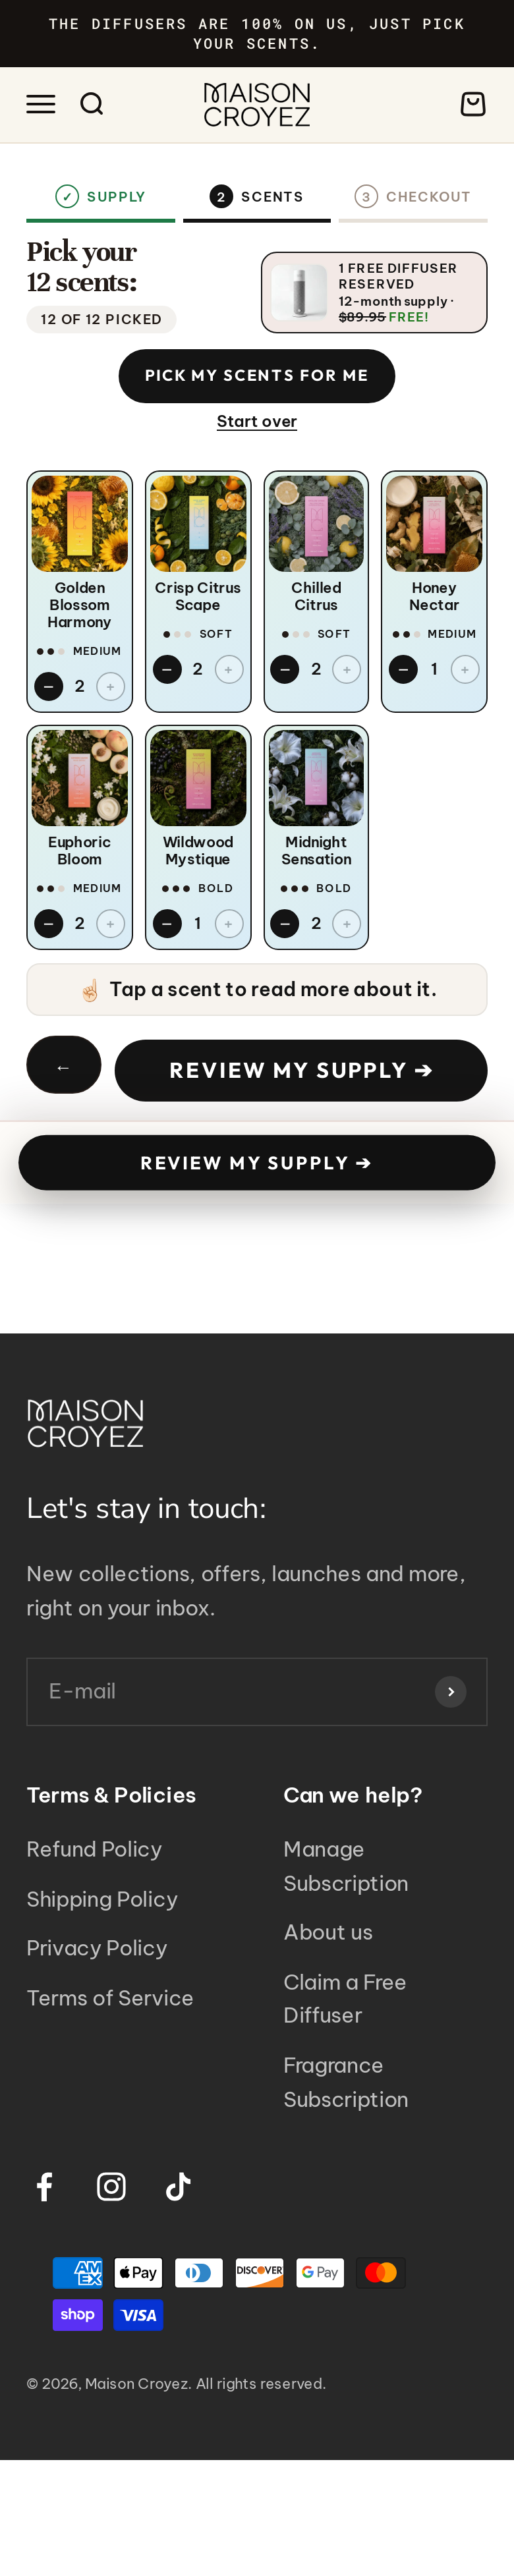 THE DIFFUSERS ARE 100% ON US, JUST PICK
YOUR SCENTS.
MAISON
CROYEZ
✓ SUPPLY
2 SCENTS
3 CHECKOUT
Pick your
12 scents:
12 OF 12 PICKED
1 FREE DIFFUSER
RESERVED
12-month supply ·
$89.95 FREE!
PICK MY SCENTS FOR ME
Start over
Golden
Blossom
Harmony
MEDIUM
− 2 +
Crisp Citrus
Scape
SOFT
− 2 +
Chilled
Citrus
SOFT
− 2 +
Honey
Nectar
MEDIUM
− 1 +
Euphoric
Bloom
MEDIUM
− 2 +
Wildwood
Mystique
BOLD
− 1 +
Midnight
Sensation
BOLD
− 2 +
☝🏻 Tap a scent to read more about it.
←
REVIEW MY SUPPLY ➔
REVIEW MY SUPPLY ➔
MAISON
CROYEZ
Let's stay in touch:
New collections, offers, launches and more,
right on your inbox.
E-mail
Terms & Policies
Refund Policy
Shipping Policy
Privacy Policy
Terms of Service
Can we help?
Manage
Subscription
About us
Claim a Free
Diffuser
Fragrance
Subscription
AMEX
Pay
DISCOVER
G Pay
shop
VISA
© 2026, Maison Croyez. All rights reserved.